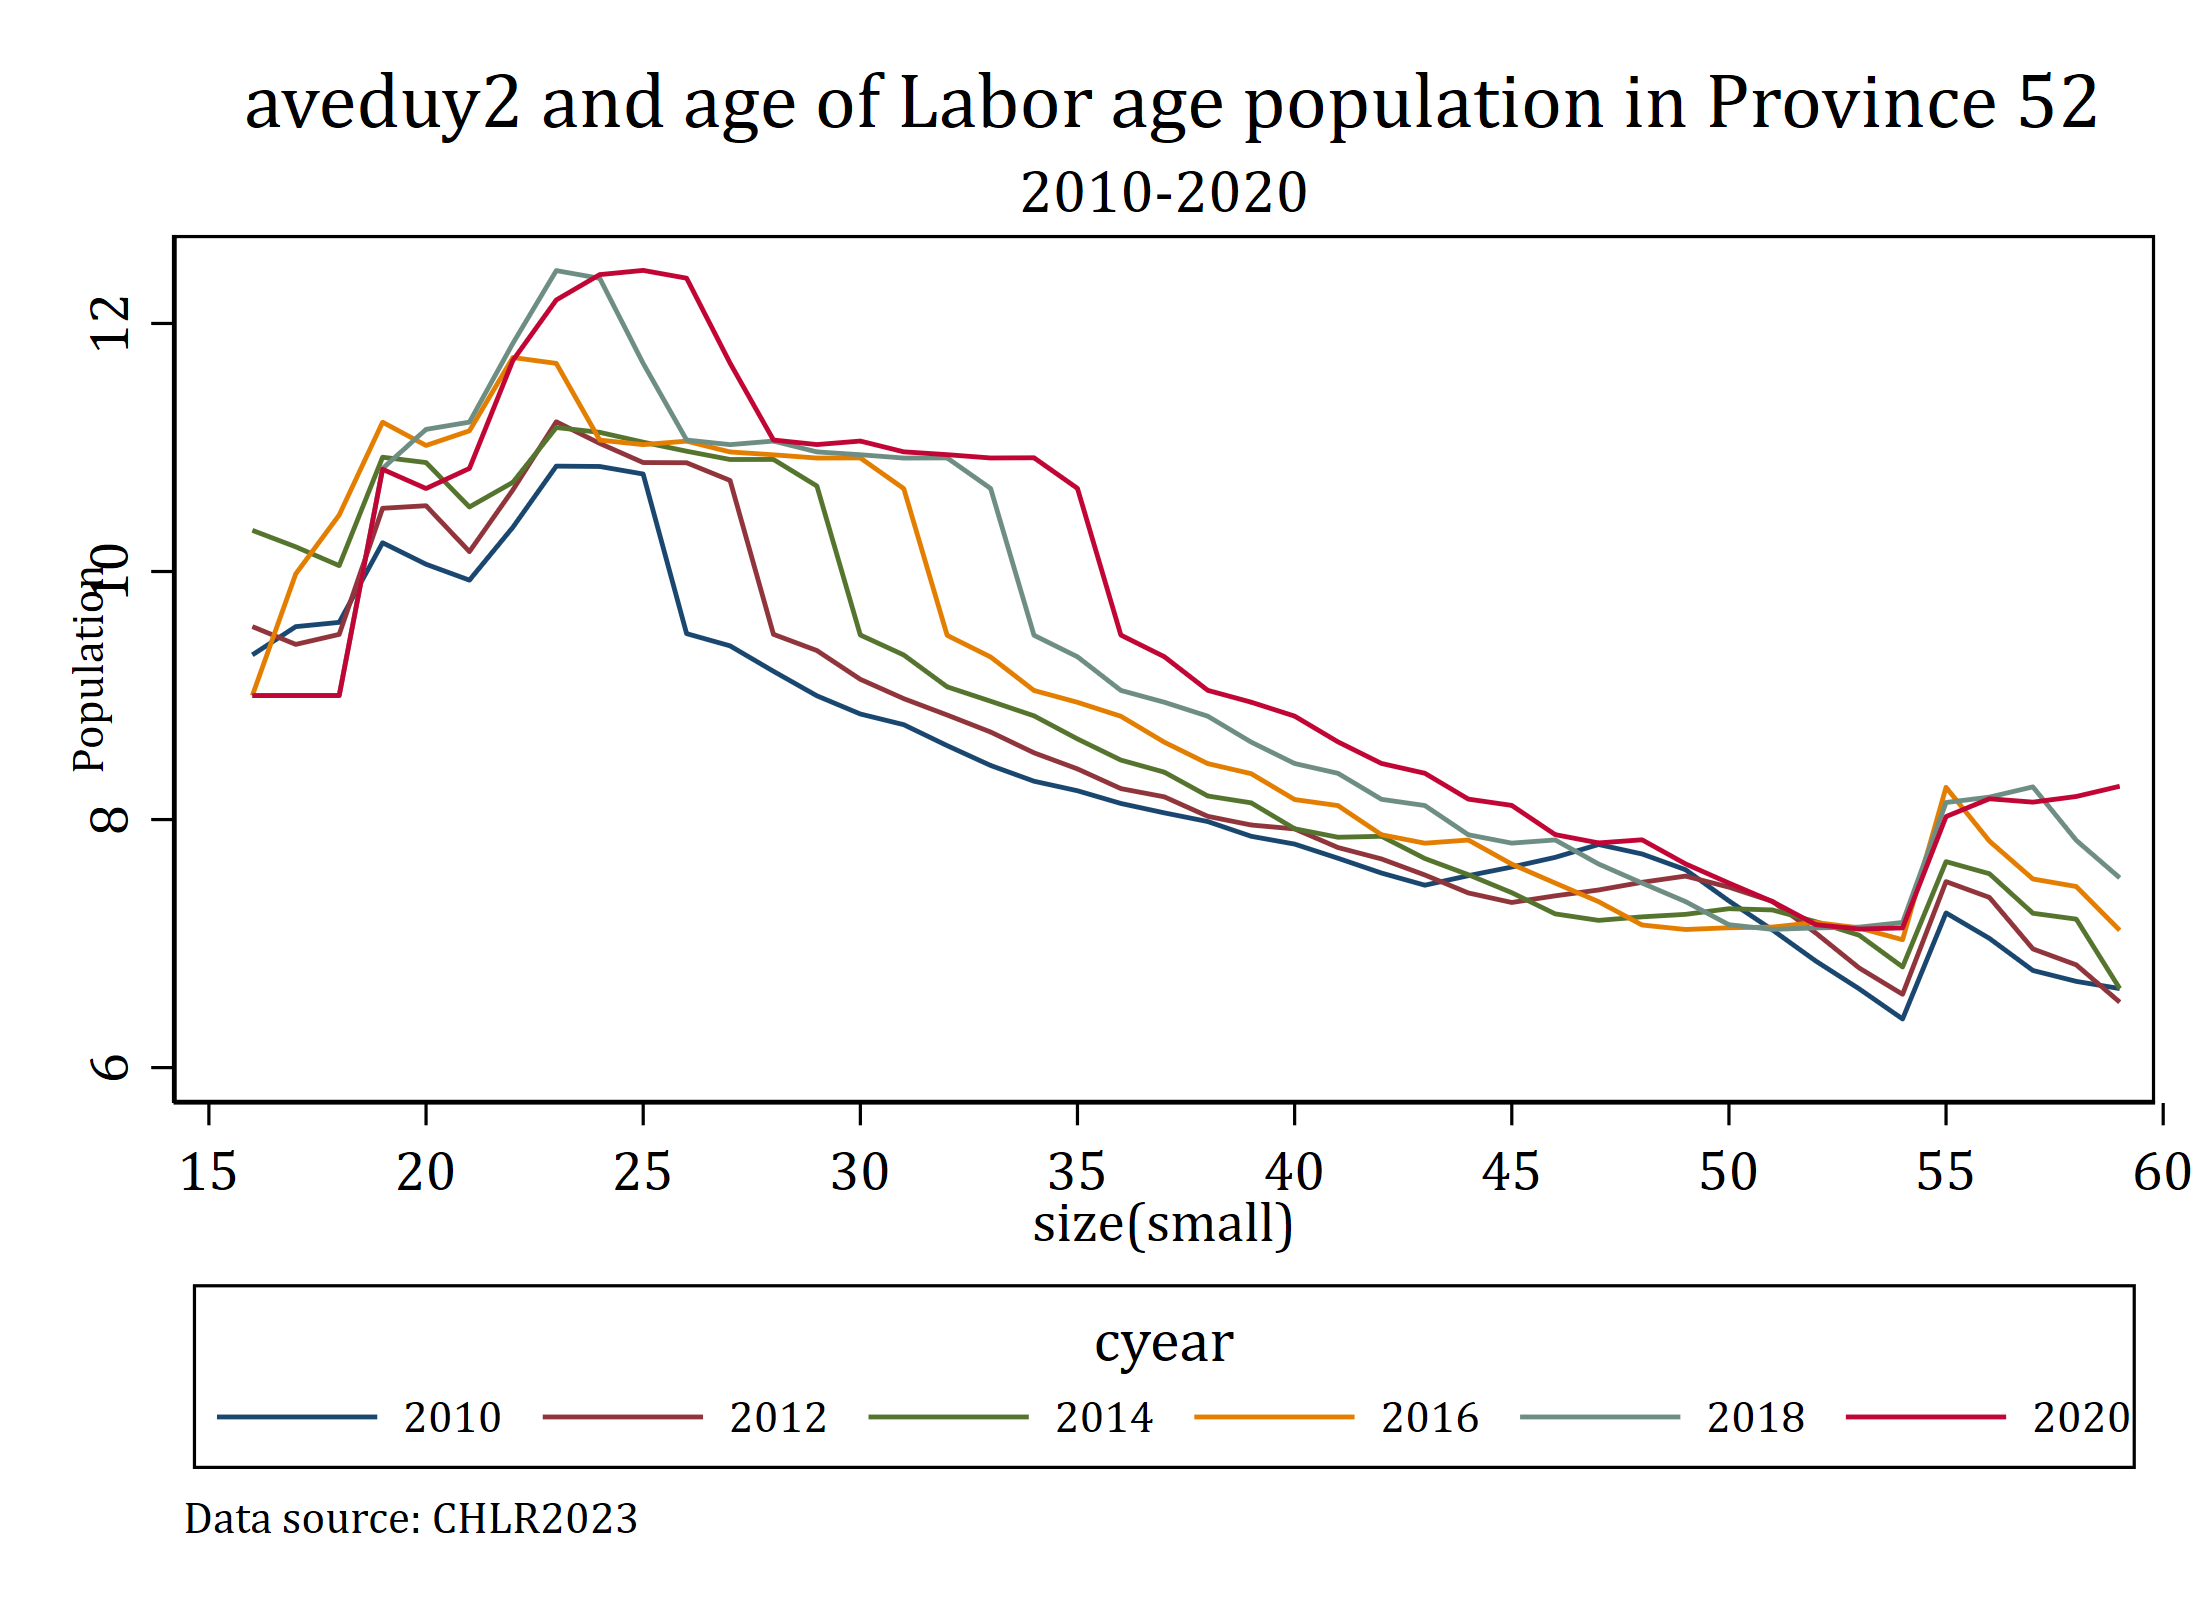 aveduy2 and age of Labor age population in Province 52
2010-2020
Population
12
10
8
6
15 20 25 30 35 40 45 50 55 60
size(small)
cyear
2010 2012 2014 2016 2018 2020
Data source: CHLR2023